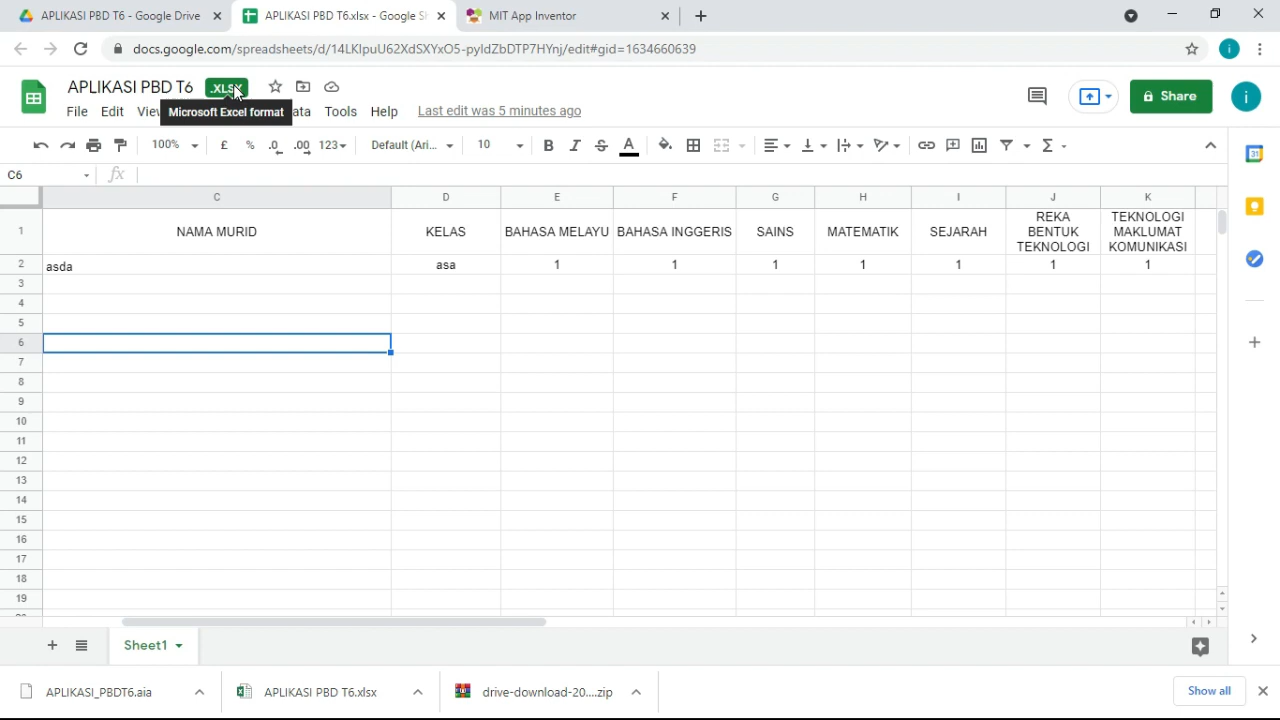 APLIKASI PBD T6 - Google Drive
APLIKASI PBD T6.xlsx - Google Sh
MIT App Inventor
docs.google.com/spreadsheets/d/14LKIpuU62XdSXYxO5-pyldZbDTP7HYnj/edit#gid=1634660639
i
APLIKASI PBD T6 .XLSX
File Edit View ata Tools Help Last edit was 5 minutes ago
Microsoft Excel format
Share
i
100% £ % .0 .00 123 Default (Ari... 10 B I S A Σ
31
C6 fx
C D E F G H I J K
1 NAMA MURID KELAS BAHASA MELAYU BAHASA INGGERIS SAINS MATEMATIK SEJARAH REKA BENTUK TEKNOLOGI TEKNOLOGI MAKLUMAT KOMUNIKASI
2 asda asa 1 1 1 1 1 1 1
3
4
5
6
7
8
9
10
11
12
13
14
15
16
17
18
19
Sheet1
APLIKASI_PBDT6.aia
APLIKASI PBD T6.xlsx
drive-download-20....zip
Show all